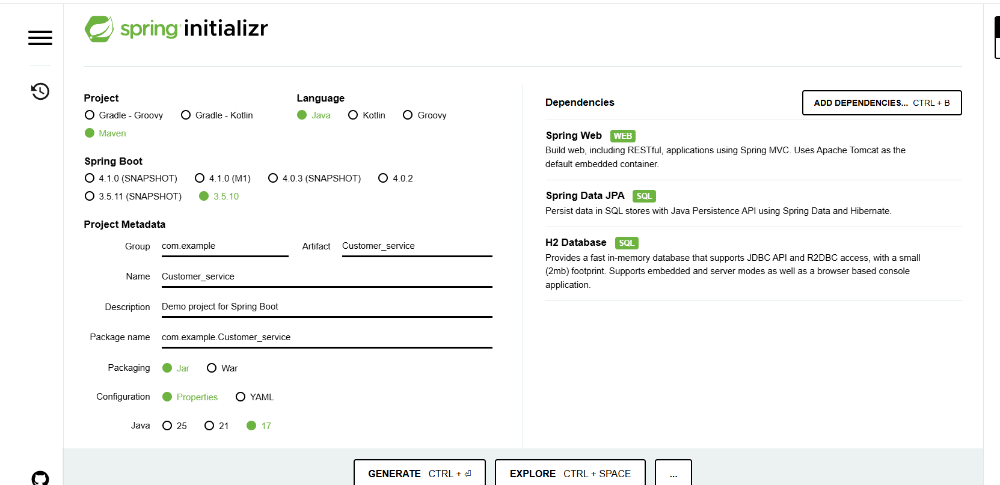 spring initializr
Project
Gradle - Groovy Gradle - Kotlin
Maven
Language
Java Kotlin Groovy
Spring Boot
4.1.0 (SNAPSHOT) 4.1.0 (M1) 4.0.3 (SNAPSHOT) 4.0.2
3.5.11 (SNAPSHOT) 3.5.10
Project Metadata
Group com.example Artifact Customer_service
Name Customer_service
Description Demo project for Spring Boot
Package name com.example.Customer_service
Packaging Jar War
Configuration Properties YAML
Java 25 21 17
Dependencies ADD DEPENDENCIES... CTRL + B
Spring Web WEB
Build web, including RESTful, applications using Spring MVC. Uses Apache Tomcat as the
default embedded container.
Spring Data JPA SQL
Persist data in SQL stores with Java Persistence API using Spring Data and Hibernate.
H2 Database SQL
Provides a fast in-memory database that supports JDBC API and R2DBC access, with a small
(2mb) footprint. Supports embedded and server modes as well as a browser based console
application.
GENERATE CTRL + ⏎ EXPLORE CTRL + SPACE ...